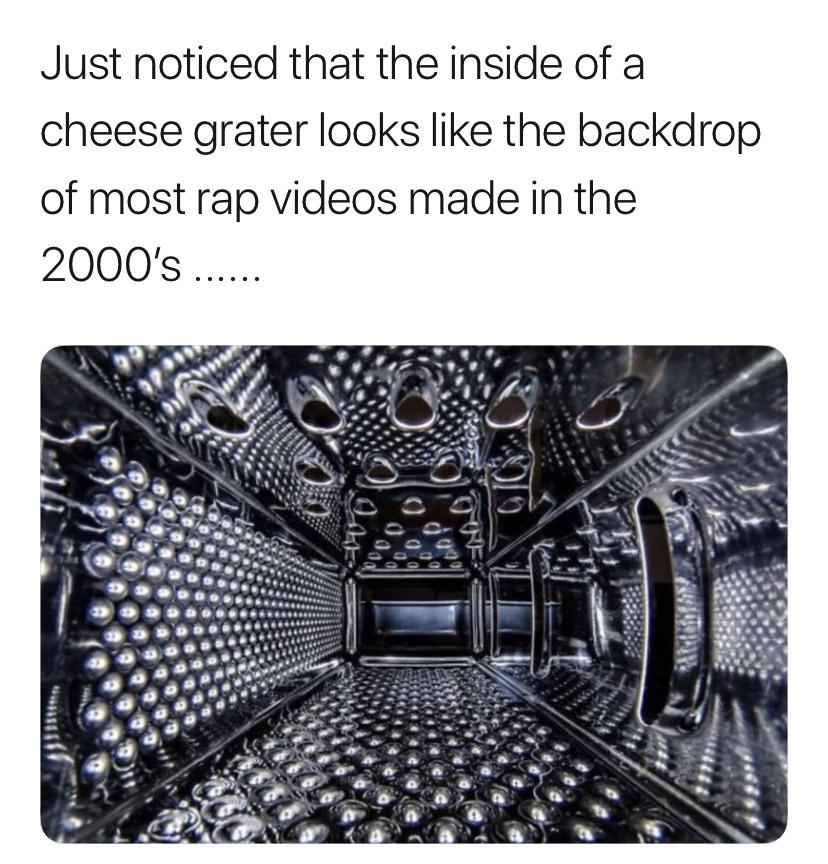 Just noticed that the inside of a
cheese grater looks like the backdrop
of most rap videos made in the
2000’s ......